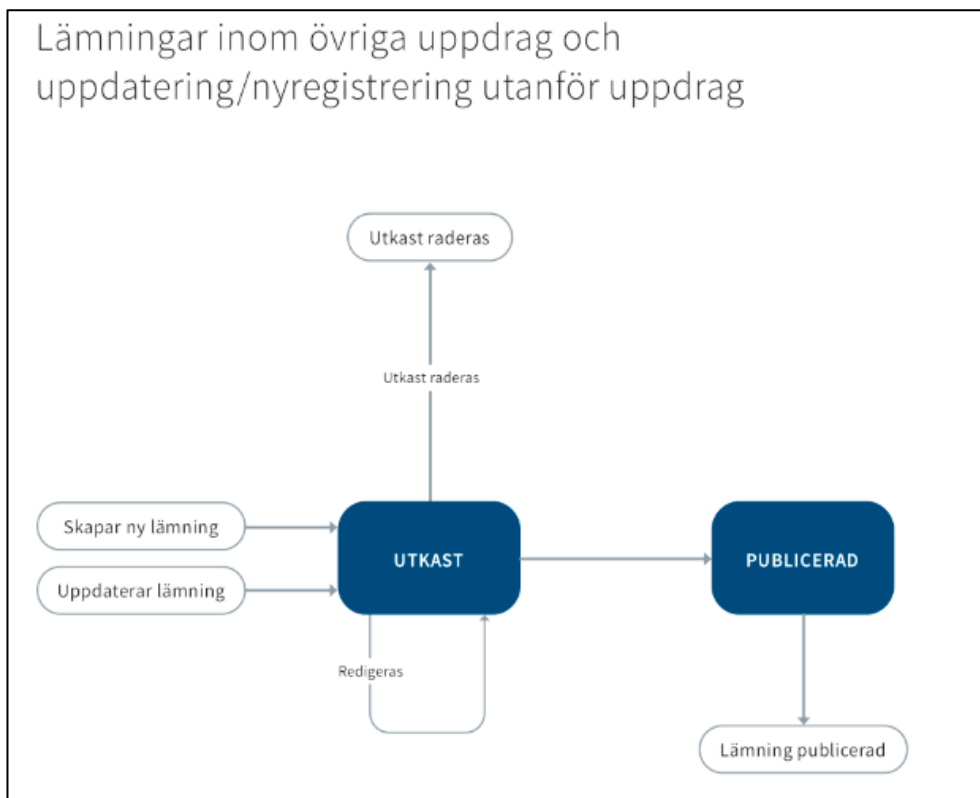 Lämningar inom övriga uppdrag och
uppdatering/nyregistrering utanför uppdrag
Utkast raderas
Utkast raderas
Skapar ny lämning
UTKAST
PUBLICERAD
Uppdaterar lämning
Redigeras
Lämning publicerad